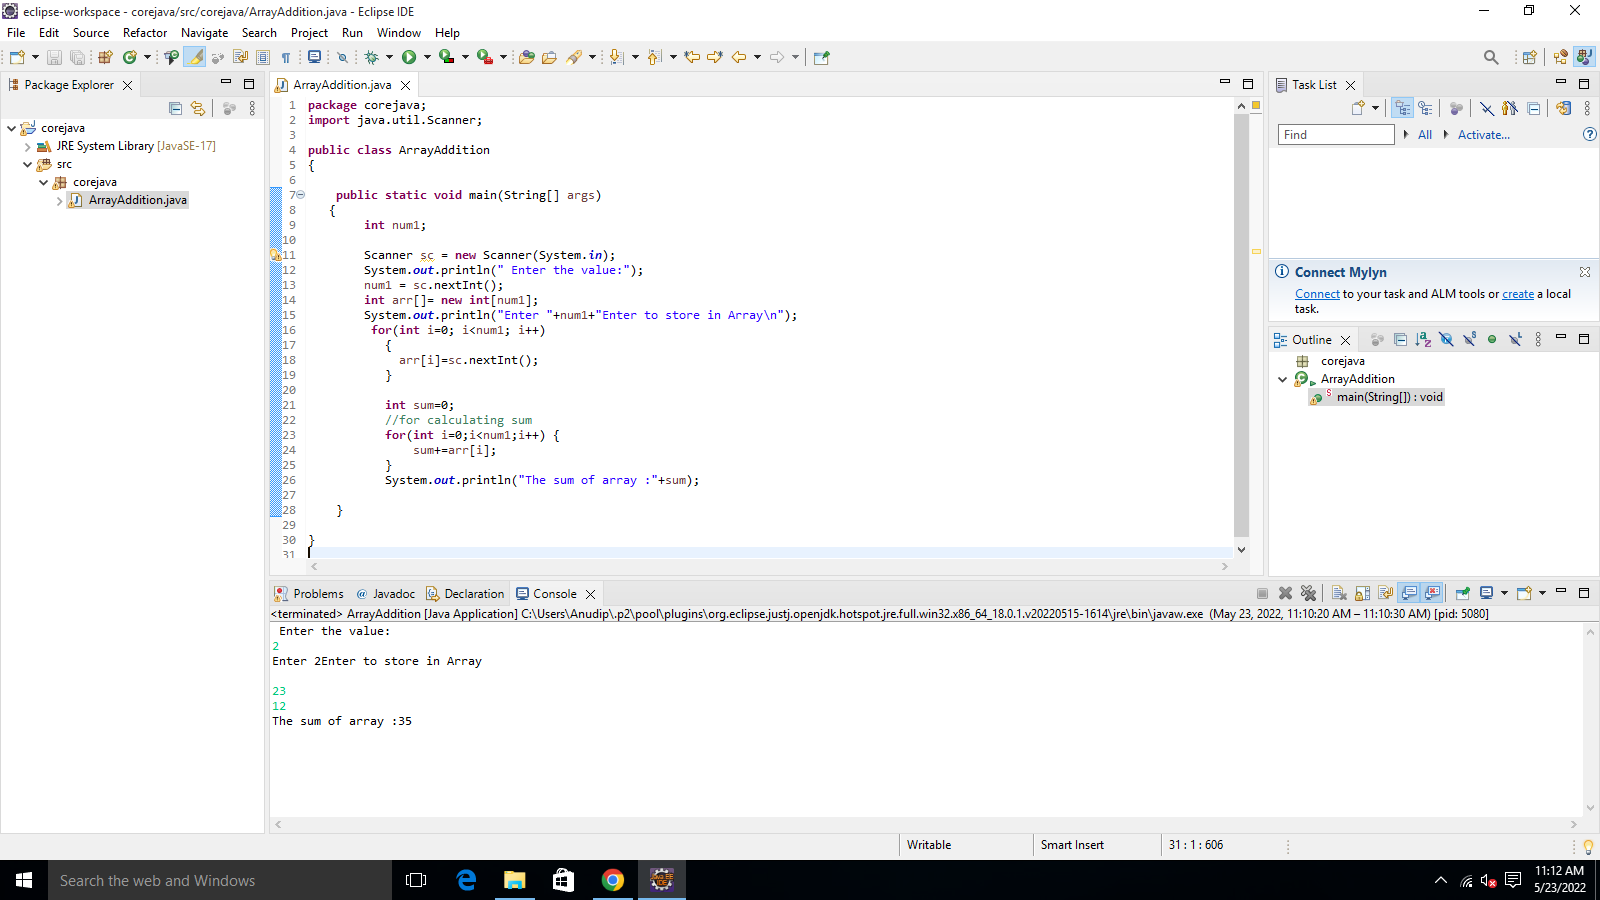 eclipse-workspace - corejava/src/corejava/ArrayAddition.java - Eclipse IDE
File Edit Source Refactor Navigate Search Project Run Window Help
Package Explorer
corejava
JRE System Library [JavaSE-17]
src
corejava
ArrayAddition.java
ArrayAddition.java
1 package corejava;
2 import java.util.Scanner;
3
4 public class ArrayAddition
5 {
6
7 public static void main(String[] args)
8 {
9 int num1;
10
11 Scanner sc = new Scanner(System.in);
12 System.out.println(" Enter the value:");
13 num1 = sc.nextInt();
14 int arr[]= new int[num1];
15 System.out.println("Enter "+num1+"Enter to store in Array\n");
16 for(int i=0; i<num1; i++)
17 {
18 arr[i]=sc.nextInt();
19 }
20
21 int sum=0;
22 //for calculating sum
23 for(int i=0;i<num1;i++) {
24 sum+=arr[i];
25 }
26 System.out.println("The sum of array :"+sum);
27
28 }
29
30 }
31
Task List
Find All Activate...
Connect Mylyn
Connect to your task and ALM tools or create a local
task.
Outline
corejava
ArrayAddition
main(String[]) : void
Problems @ Javadoc Declaration Console
<terminated> ArrayAddition [Java Application] C:\Users\Anudip\.p2\pool\plugins\org.eclipse.justj.openjdk.hotspot.jre.full.win32.x86_64_18.0.1.v20220515-1614\jre\bin\javaw.exe (May 23, 2022, 11:10:20 AM – 11:10:30 AM) [pid: 5080]
Enter the value:
2
Enter 2Enter to store in Array
23
12
The sum of array :35
Writable Smart Insert 31 : 1 : 606
Search the web and Windows
11:12 AM
5/23/2022